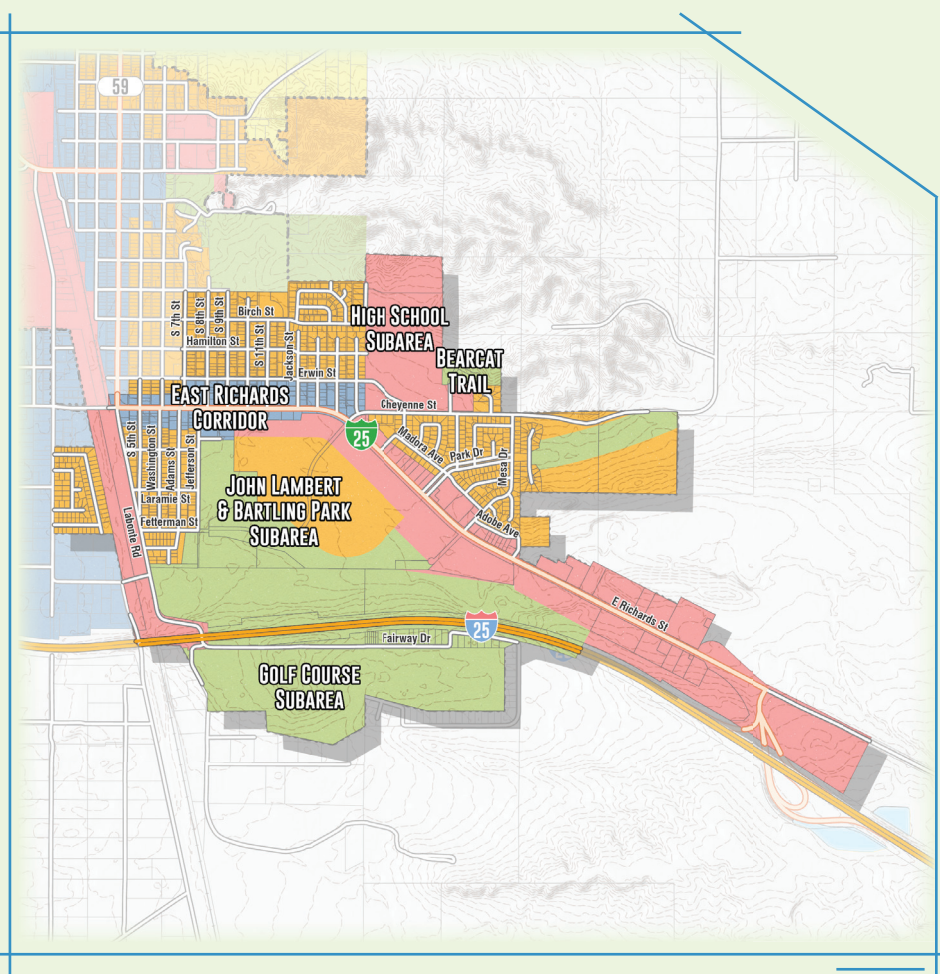 59
S 7th St
S 8th St
S 9th St
Birch St
HIGH SCHOOL
SUBAREA
Hamilton St
S 11th St
Jackson St
BEARCAT
TRAIL
Erwin St
EAST RICHARDS
CORRIDOR
Cheyenne St
25
S 5th St
Washington St
Adams St
Jefferson St
Madora Ave
Park Dr
Mesa Dr
JOHN LAMBERT
& BARTLING PARK
SUBAREA
Laramie St
Fetterman St
Labonte Rd
Adobe Ave
E Richards St
25
Fairway Dr
GOLF COURSE
SUBAREA